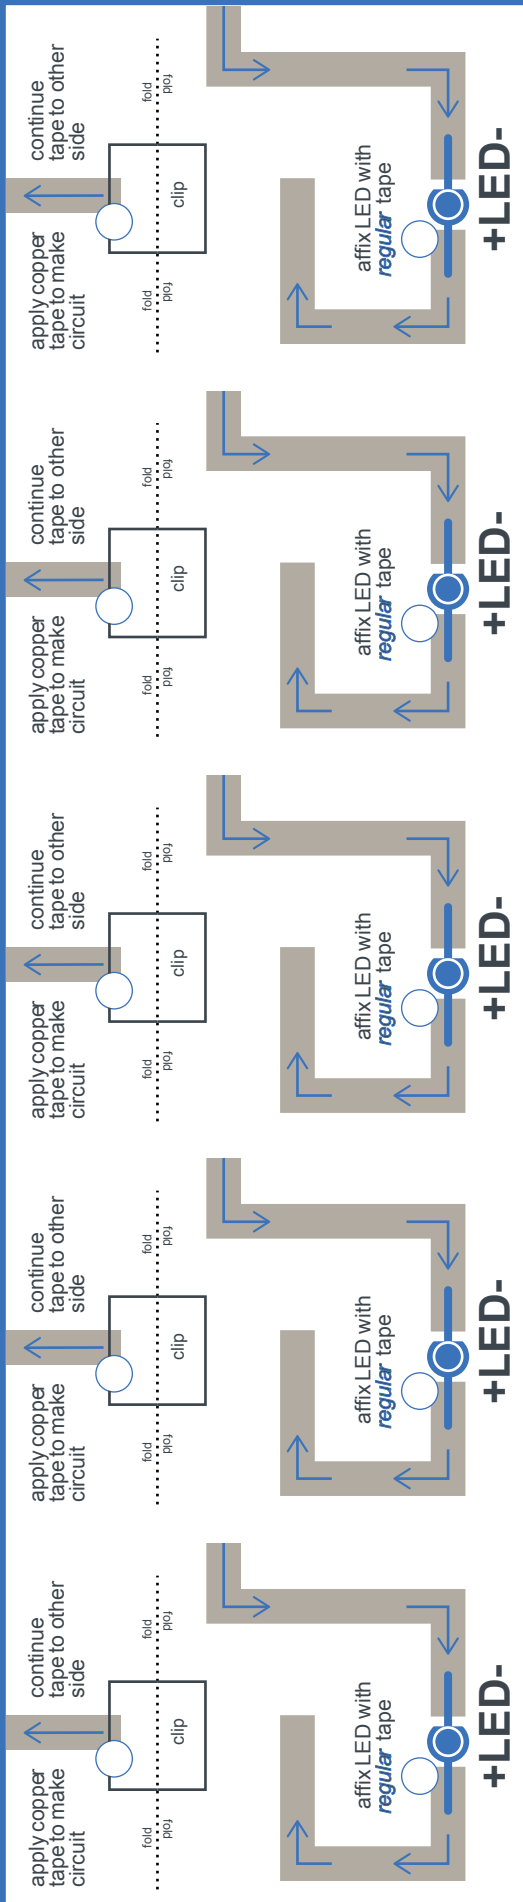 apply copper
tape to make
circuit
continue
tape to other
side
fold
fold
fold
fold
clip
affix LED with
regular tape
+LED-
apply copper
tape to make
circuit
continue
tape to other
side
fold
fold
fold
fold
clip
affix LED with
regular tape
+LED-
apply copper
tape to make
circuit
continue
tape to other
side
fold
fold
fold
fold
clip
affix LED with
regular tape
+LED-
apply copper
tape to make
circuit
continue
tape to other
side
fold
fold
fold
fold
clip
affix LED with
regular tape
+LED-
apply copper
tape to make
circuit
continue
tape to other
side
fold
fold
fold
fold
clip
affix LED with
regular tape
+LED-